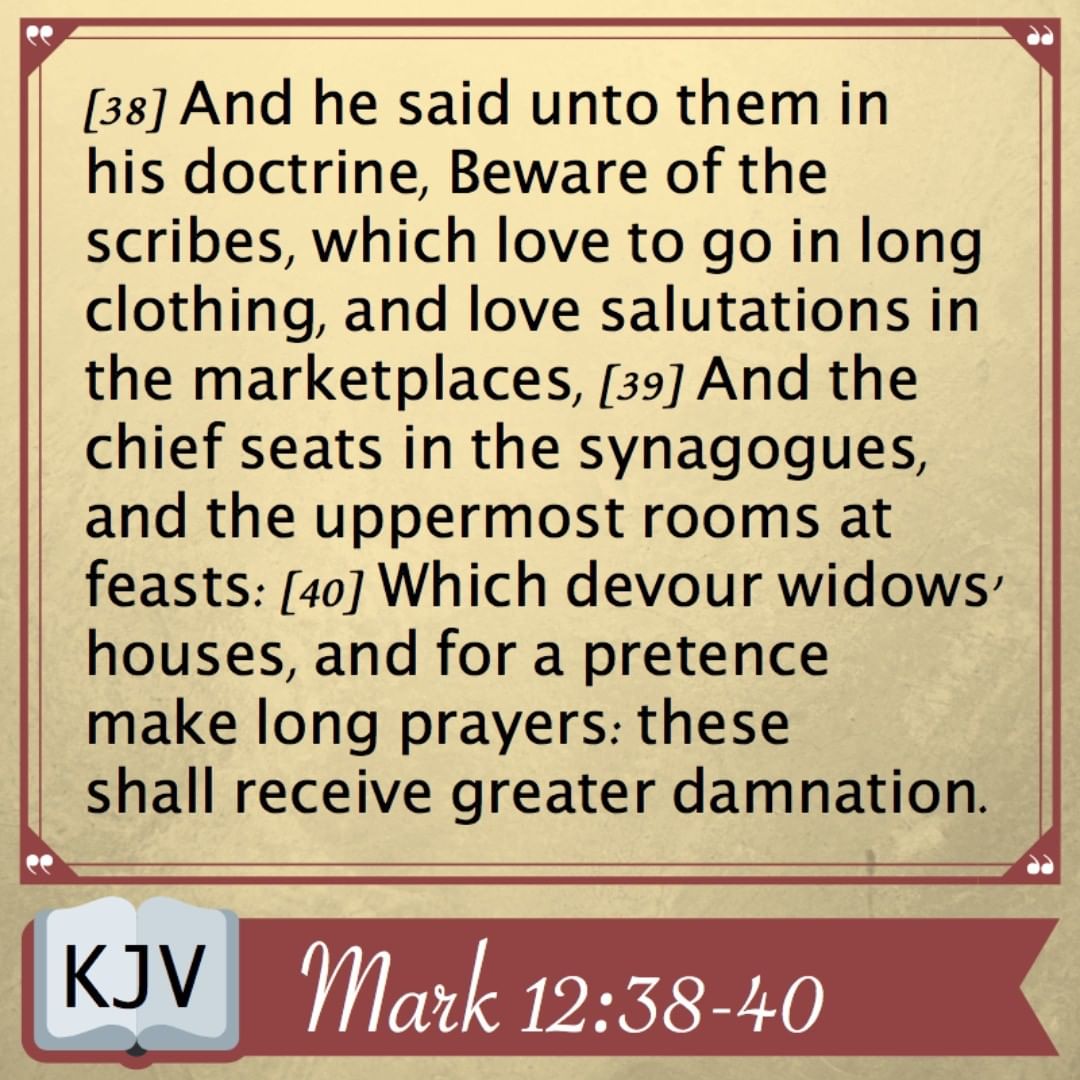 [38] And he said unto them in
his doctrine, Beware of the
scribes, which love to go in long
clothing, and love salutations in
the marketplaces, [39] And the
chief seats in the synagogues,
and the uppermost rooms at
feasts: [40] Which devour widows’
houses, and for a pretence
make long prayers: these
shall receive greater damnation.
KJV
Mark 12:38-40